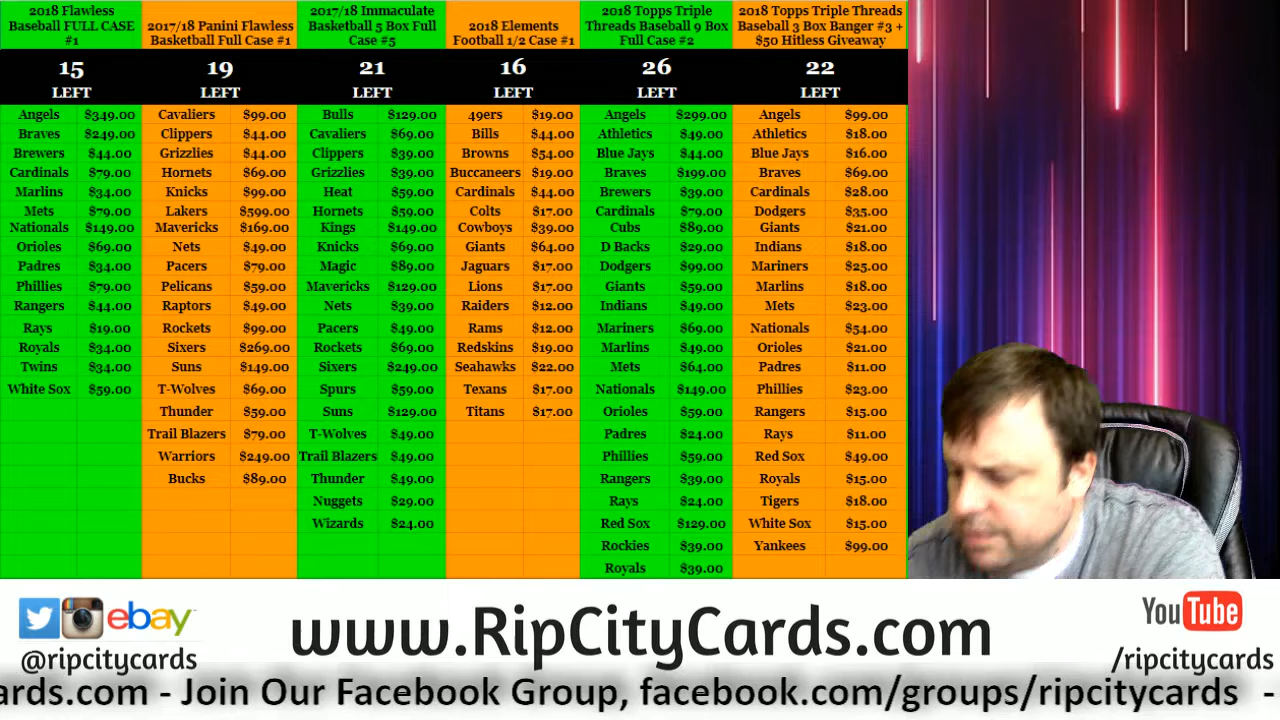 2018 Flawless
Baseball FULL CASE
#1
15
LEFT
Angels $349.00
Braves $249.00
Brewers $44.00
Cardinals $79.00
Marlins $34.00
Mets $79.00
Nationals $149.00
Orioles $69.00
Padres $34.00
Phillies $79.00
Rangers $44.00
Rays $19.00
Royals $34.00
Twins $34.00
White Sox $59.00
2017/18 Panini Flawless
Basketball Full Case #1
19
LEFT
Cavaliers $99.00
Clippers $44.00
Grizzlies $44.00
Hornets $69.00
Knicks $99.00
Lakers $599.00
Mavericks $169.00
Nets $49.00
Pacers $79.00
Pelicans $59.00
Raptors $49.00
Rockets $99.00
Sixers $269.00
Suns $149.00
T-Wolves $69.00
Thunder $59.00
Trail Blazers $79.00
Warriors $249.00
Bucks $89.00
2017/18 Immaculate
Basketball 5 Box Full
Case #5
21
LEFT
Bulls $129.00
Cavaliers $69.00
Clippers $39.00
Grizzlies $39.00
Heat $59.00
Hornets $59.00
Kings $149.00
Knicks $69.00
Magic $89.00
Mavericks $129.00
Nets $39.00
Pacers $49.00
Rockets $69.00
Sixers $249.00
Spurs $59.00
Suns $129.00
T-Wolves $49.00
Trail Blazers $49.00
Thunder $49.00
Nuggets $29.00
Wizards $24.00
2018 Elements
Football 1/2 Case #1
16
LEFT
49ers $19.00
Bills $44.00
Browns $54.00
Buccaneers $19.00
Cardinals $44.00
Colts $17.00
Cowboys $39.00
Giants $64.00
Jaguars $17.00
Lions $17.00
Raiders $12.00
Rams $12.00
Redskins $19.00
Seahawks $22.00
Texans $17.00
Titans $17.00
2018 Topps Triple
Threads Baseball 9 Box
Full Case #2
26
LEFT
Angels $299.00
Athletics $49.00
Blue Jays $44.00
Braves $199.00
Brewers $39.00
Cardinals $79.00
Cubs $89.00
D Backs $29.00
Dodgers $99.00
Giants $59.00
Indians $49.00
Mariners $69.00
Marlins $49.00
Mets $64.00
Nationals $149.00
Orioles $59.00
Padres $24.00
Phillies $59.00
Rangers $39.00
Rays $24.00
Red Sox $129.00
Rockies $39.00
Royals $39.00
2018 Topps Triple Threads
Baseball 3 Box Banger #3 +
$50 Hitless Giveaway
22
LEFT
Angels $99.00
Athletics $18.00
Blue Jays $16.00
Braves $69.00
Cardinals $28.00
Dodgers $35.00
Giants $21.00
Indians $18.00
Mariners $25.00
Marlins $18.00
Mets $23.00
Nationals $54.00
Orioles $21.00
Padres $11.00
Phillies $23.00
Rangers $15.00
Rays $11.00
Red Sox $49.00
Royals $15.00
Tigers $18.00
White Sox $15.00
Yankees $99.00
ebay
@ripcitycards
www.RipCityCards.com
YouTube
/ripcitycards
ards.com - Join Our Facebook Group, facebook.com/groups/ripcitycards -